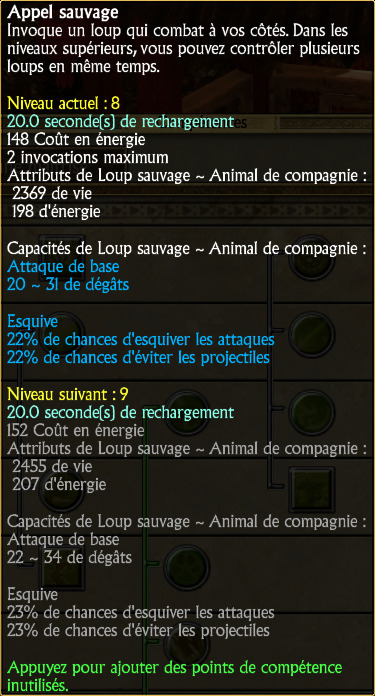 Appel sauvage
Invoque un loup qui combat à vos côtés. Dans les
niveaux supérieurs, vous pouvez contrôler plusieurs
loups en même temps.
Niveau actuel : 8
20.0 seconde(s) de rechargement
148 Coût en énergie
2 invocations maximum
Attributs de Loup sauvage ~ Animal de compagnie :
2369 de vie
198 d'énergie
Capacités de Loup sauvage ~ Animal de compagnie :
Attaque de base
20 ~ 31 de dégâts
Esquive
22% de chances d'esquiver les attaques
22% de chances d'éviter les projectiles
Niveau suivant : 9
20.0 seconde(s) de rechargement
152 Coût en énergie
Attributs de Loup sauvage ~ Animal de compagnie :
2455 de vie
207 d'énergie
Capacités de Loup sauvage ~ Animal de compagnie :
Attaque de base
22 ~ 34 de dégâts
Esquive
23% de chances d'esquiver les attaques
23% de chances d'éviter les projectiles
Appuyez pour ajouter des points de compétence
inutilisés.